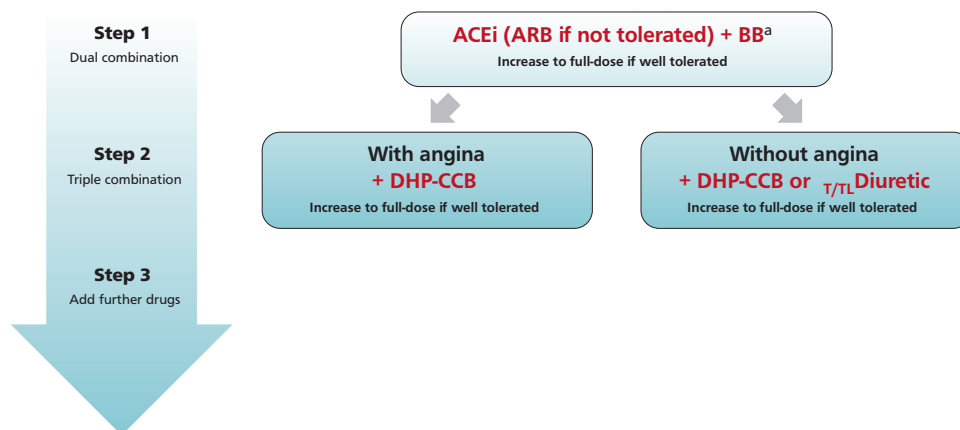 Step 1
Dual combination
ACEi (ARB if not tolerated) + BBᵃ
Increase to full-dose if well tolerated
Step 2
Triple combination
With angina
+ DHP-CCB
Increase to full-dose if well tolerated
Without angina
+ DHP-CCB or T/TLDiuretic
Increase to full-dose if well tolerated
Step 3
Add further drugs